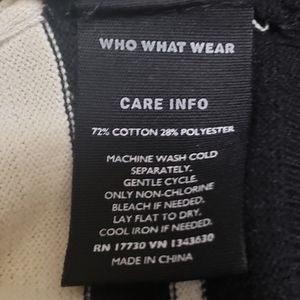 WHO WHAT WEAR
CARE INFO
72% COTTON 28% POLYESTER
MACHINE WASH COLD
SEPARATELY.
GENTLE CYCLE.
ONLY NON-CHLORINE
BLEACH IF NEEDED.
LAY FLAT TO DRY.
COOL IRON IF NEEDED.
RN 17730 VN 1343630
MADE IN CHINA